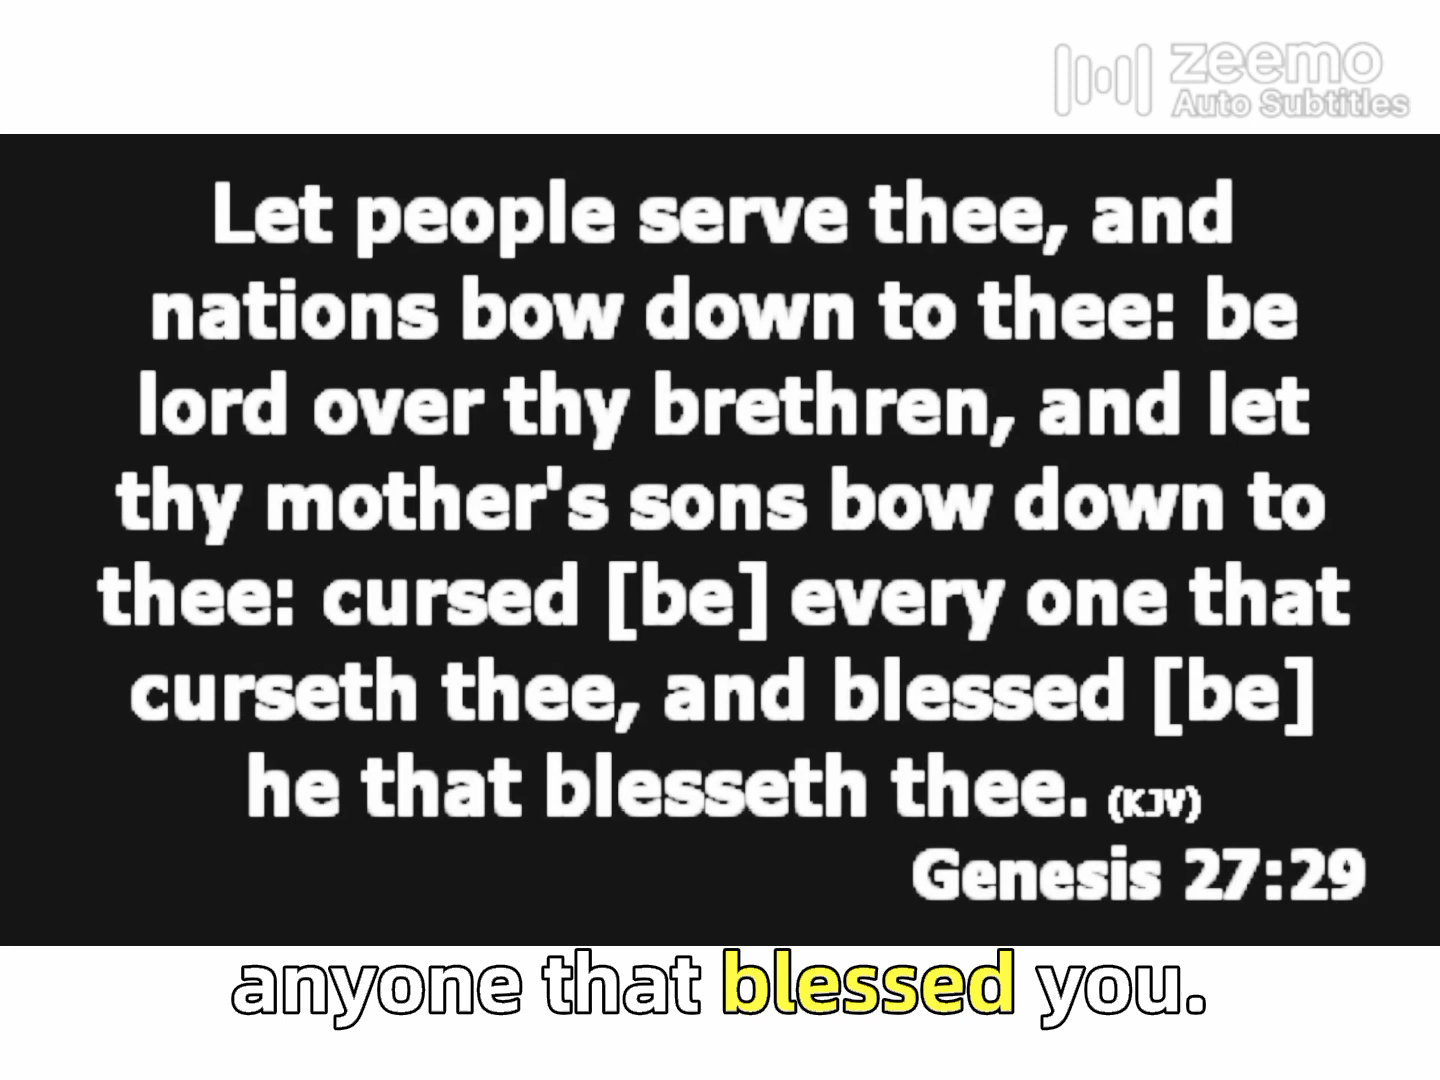 zeemo
Auto Subtitles
Let people serve thee, and
nations bow down to thee: be
lord over thy brethren, and let
thy mother's sons bow down to
thee: cursed [be] every one that
curseth thee, and blessed [be]
he that blesseth thee. (KJV)
Genesis 27:29
anyone that blessed you.